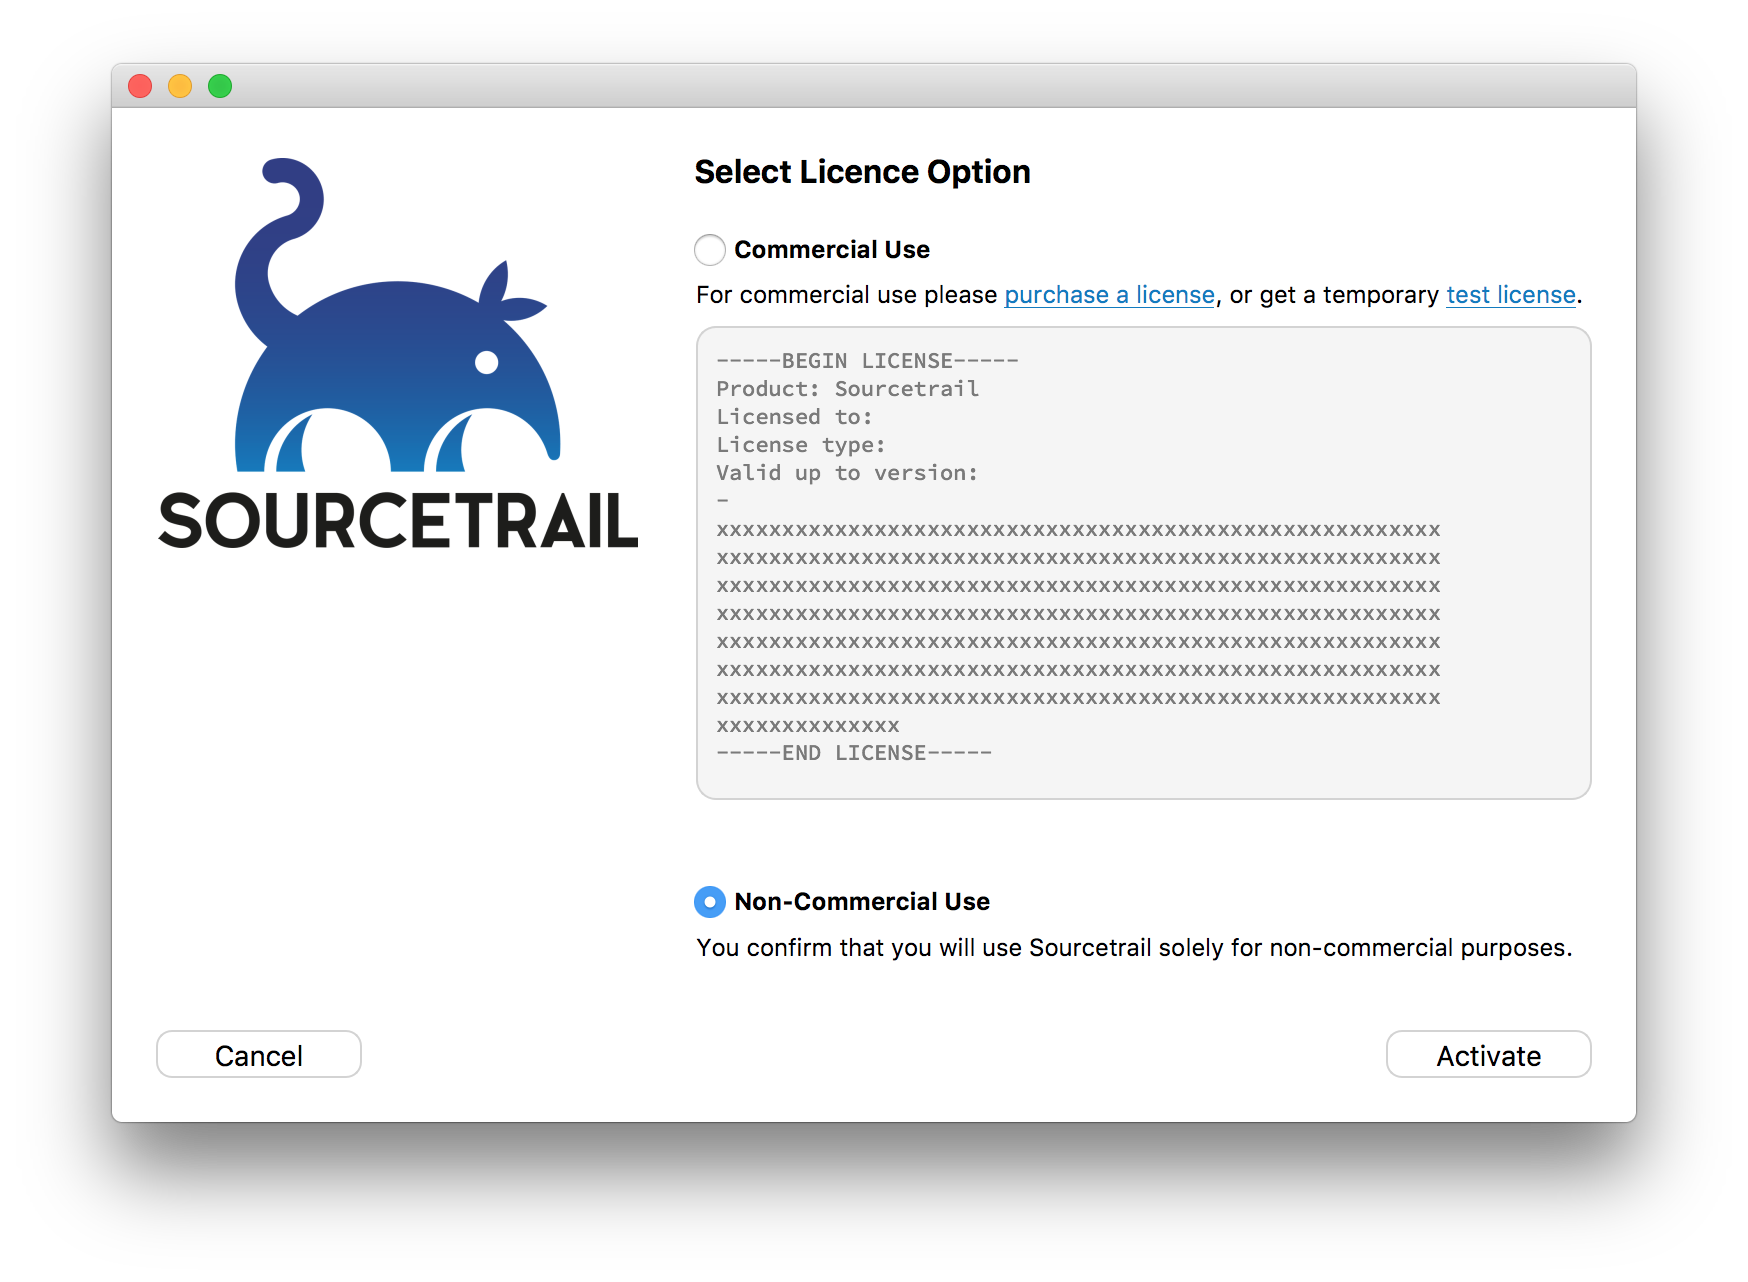 SOURCETRAIL
Select Licence Option
Commercial Use
For commercial use please purchase a license, or get a temporary test license.
-----BEGIN LICENSE-----
Product: Sourcetrail
Licensed to:
License type:
Valid up to version:
-
xxxxxxxxxxxxxxxxxxxxxxxxxxxxxxxxxxxxxxxxxxxxxxxxxxxxxxx
xxxxxxxxxxxxxxxxxxxxxxxxxxxxxxxxxxxxxxxxxxxxxxxxxxxxxxx
xxxxxxxxxxxxxxxxxxxxxxxxxxxxxxxxxxxxxxxxxxxxxxxxxxxxxxx
xxxxxxxxxxxxxxxxxxxxxxxxxxxxxxxxxxxxxxxxxxxxxxxxxxxxxxx
xxxxxxxxxxxxxxxxxxxxxxxxxxxxxxxxxxxxxxxxxxxxxxxxxxxxxxx
xxxxxxxxxxxxxxxxxxxxxxxxxxxxxxxxxxxxxxxxxxxxxxxxxxxxxxx
xxxxxxxxxxxxxxxxxxxxxxxxxxxxxxxxxxxxxxxxxxxxxxxxxxxxxxx
xxxxxxxxxxxxxx
-----END LICENSE-----
Non-Commercial Use
You confirm that you will use Sourcetrail solely for non-commercial purposes.
Cancel
Activate